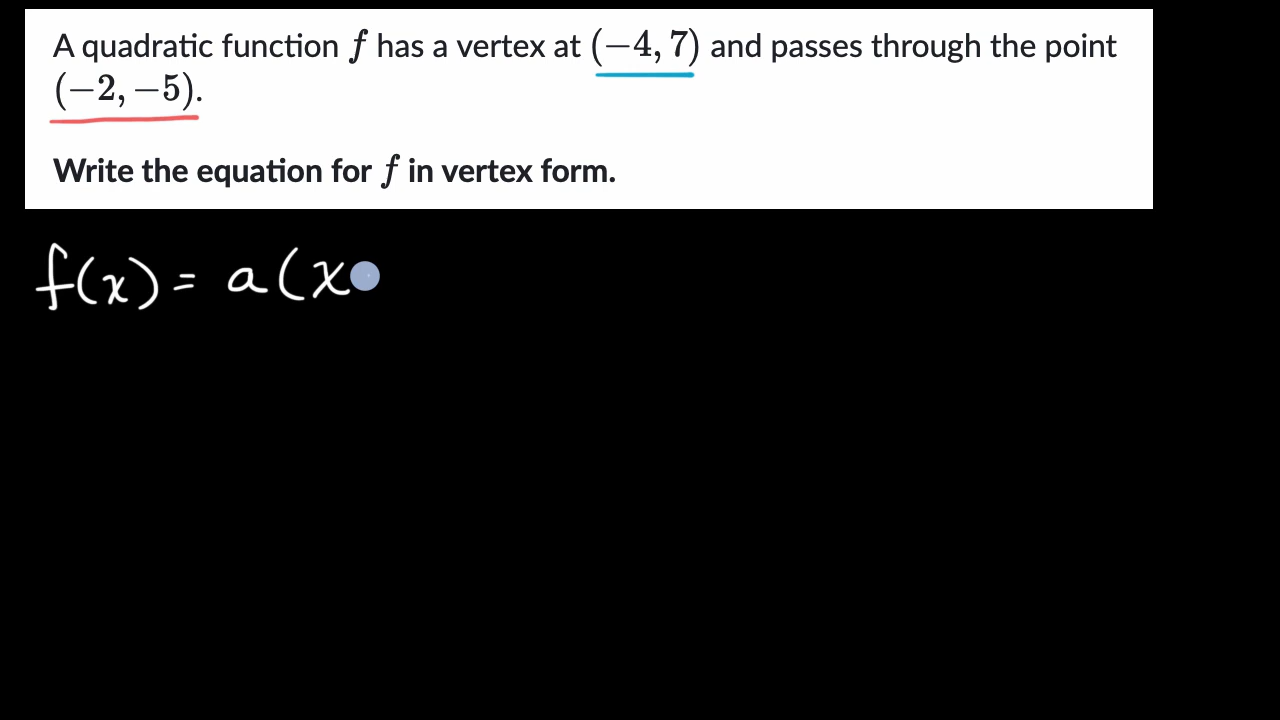 A quadratic function f has a vertex at (−4, 7) and passes through the point
(−2, −5).
Write the equation for f in vertex form.
f(x) = a(x